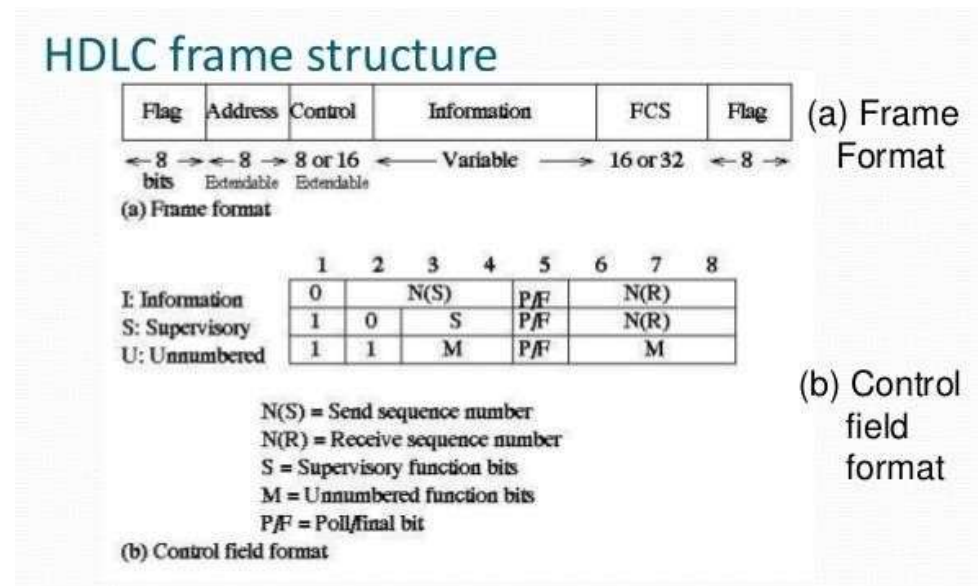 HDLC frame structure
Flag Address Control Information FCS Flag
8 8 8 or 16 Variable 16 or 32 8
bits Extendable Extendable
(a) Frame format
(a) Frame
Format
1 2 3 4 5 6 7 8
I: Information 0 N(S) P/F N(R)
S: Supervisory 1 0 S P/F N(R)
U: Unnumbered 1 1 M P/F M
N(S) = Send sequence number
N(R) = Receive sequence number
S = Supervisory function bits
M = Unnumbered function bits
P/F = Poll/final bit
(b) Control field format
(b) Control
field
format